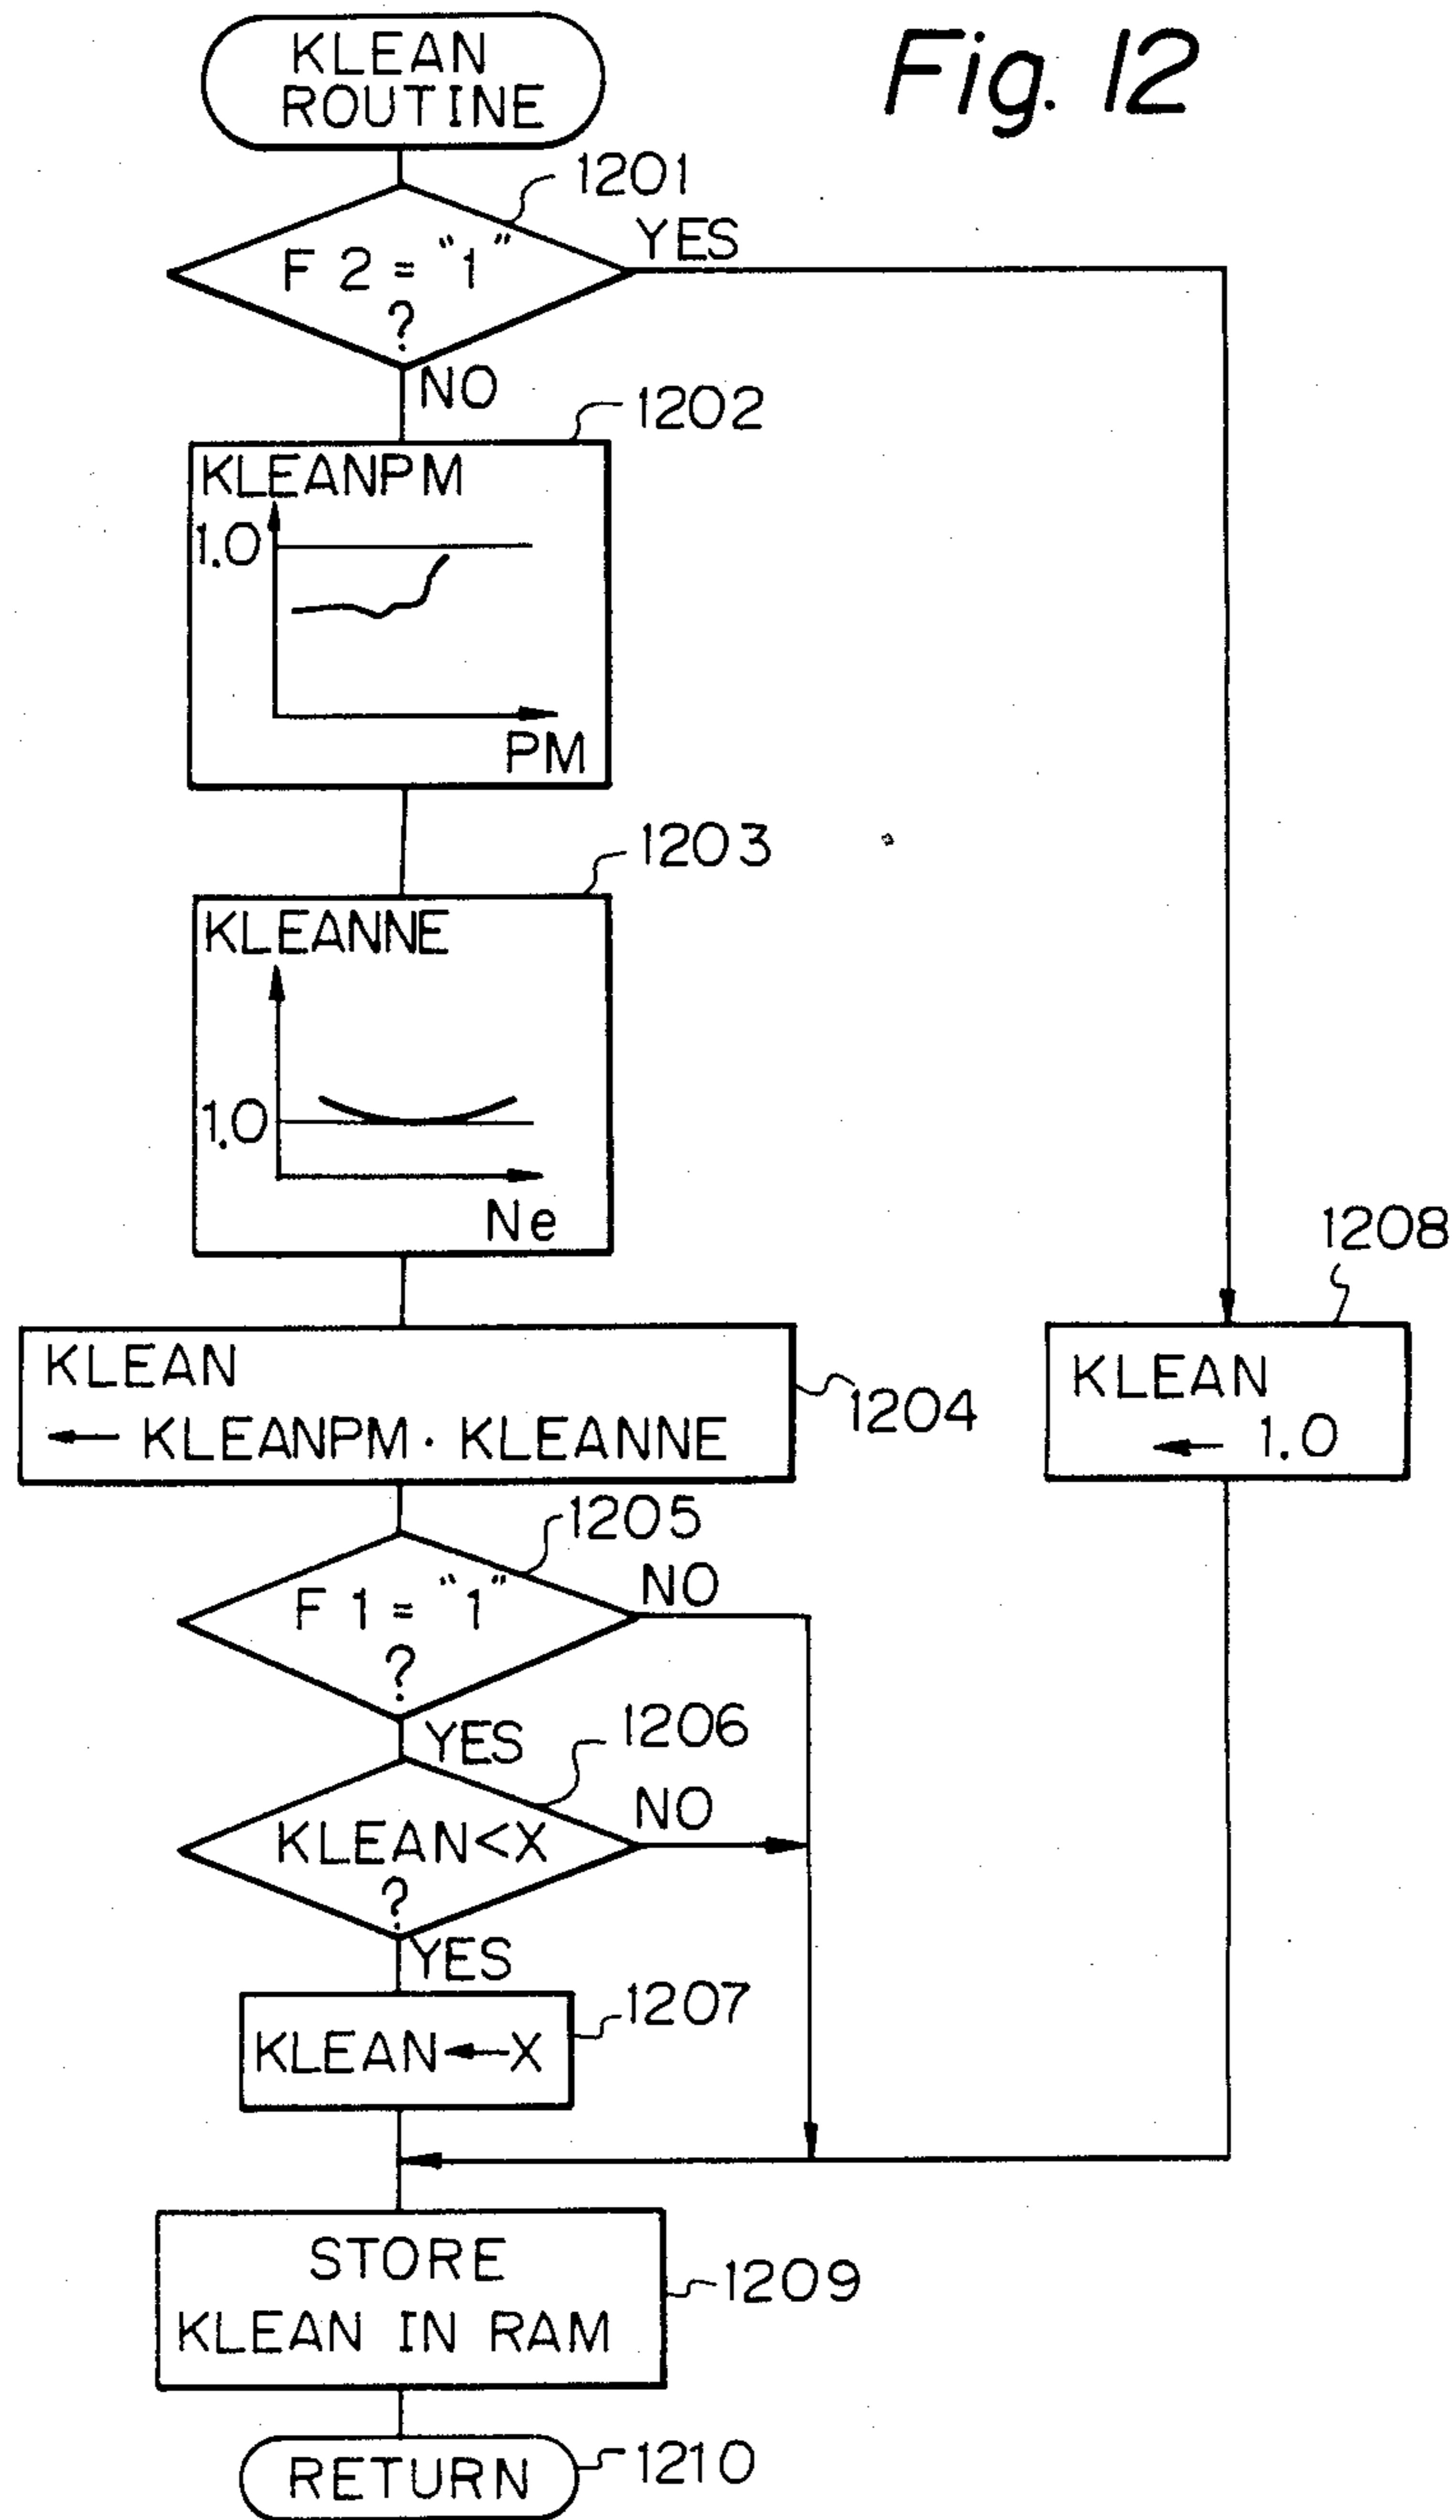 Fig. 12
KLEAN
ROUTINE
1201
F2 = "1"
?
YES
NO
1202
KLEANPM
1.0
PM
1203
KLEANNE
1.0
Ne
1204
KLEAN
← KLEANPM · KLEANNE
1208
KLEAN
← 1.0
1205
F1 = "1"
?
NO
YES
1206
KLEAN<X
?
NO
YES
1207
KLEAN←X
STORE
KLEAN IN RAM
1209
RETURN
1210